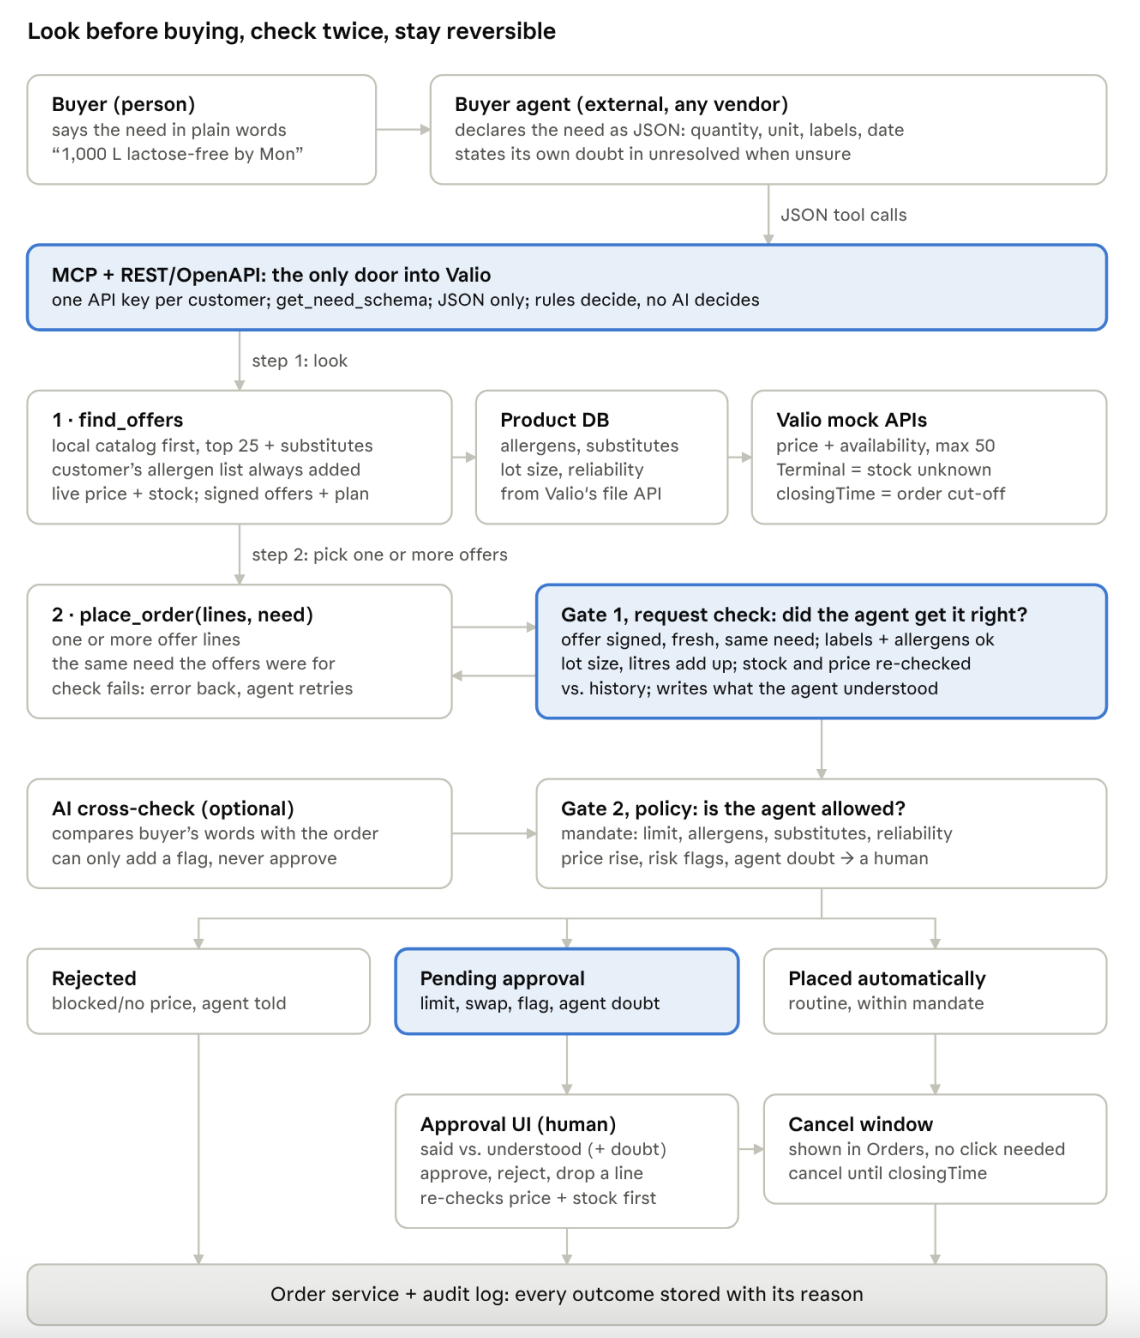 Look before buying, check twice, stay reversible
Buyer (person)
says the need in plain words
“1,000 L lactose-free by Mon”
Buyer agent (external, any vendor)
declares the need as JSON: quantity, unit, labels, date
states its own doubt in unresolved when unsure
JSON tool calls
MCP + REST/OpenAPI: the only door into Valio
one API key per customer; get_need_schema; JSON only; rules decide, no AI decides
step 1: look
1 · find_offers
local catalog first, top 25 + substitutes
customer’s allergen list always added
live price + stock; signed offers + plan
Product DB
allergens, substitutes
lot size, reliability
from Valio's file API
Valio mock APIs
price + availability, max 50
Terminal = stock unknown
closingTime = order cut-off
step 2: pick one or more offers
2 · place_order(lines, need)
one or more offer lines
the same need the offers were for
check fails: error back, agent retries
Gate 1, request check: did the agent get it right?
offer signed, fresh, same need; labels + allergens ok
lot size, litres add up; stock and price re-checked
vs. history; writes what the agent understood
AI cross-check (optional)
compares buyer’s words with the order
can only add a flag, never approve
Gate 2, policy: is the agent allowed?
mandate: limit, allergens, substitutes, reliability
price rise, risk flags, agent doubt → a human
Rejected
blocked/no price, agent told
Pending approval
limit, swap, flag, agent doubt
Placed automatically
routine, within mandate
Approval UI (human)
said vs. understood (+ doubt)
approve, reject, drop a line
re-checks price + stock first
Cancel window
shown in Orders, no click needed
cancel until closingTime
Order service + audit log: every outcome stored with its reason